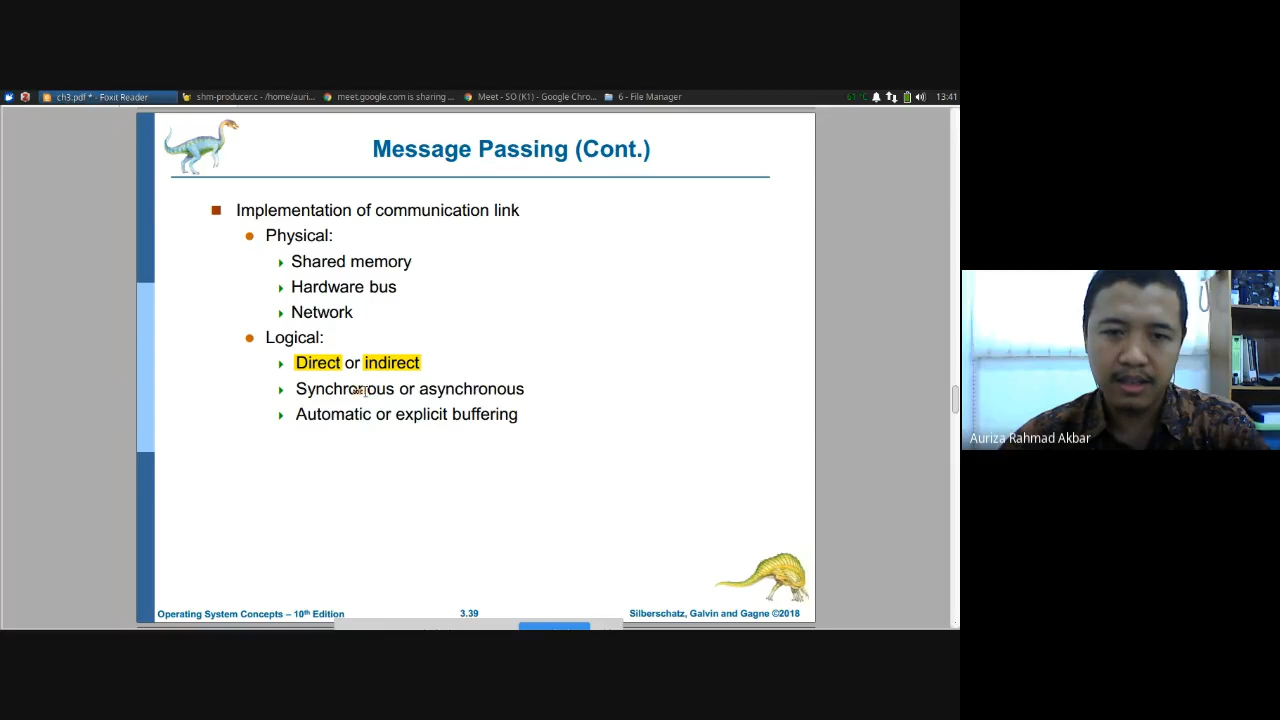 ch3.pdf * - Foxit Reader
shm-producer.c - /home/auri...
meet.google.com is sharing ...
Meet - SO (K1) - Google Chro...
6 - File Manager
61°C
13:41
Message Passing (Cont.)
Implementation of communication link
Physical:
Shared memory
Hardware bus
Network
Logical:
Direct or indirect
Synchronous or asynchronous
Automatic or explicit buffering
Operating System Concepts – 10th Edition
3.39
Silberschatz, Galvin and Gagne ©2018
Auriza Rahmad Akbar